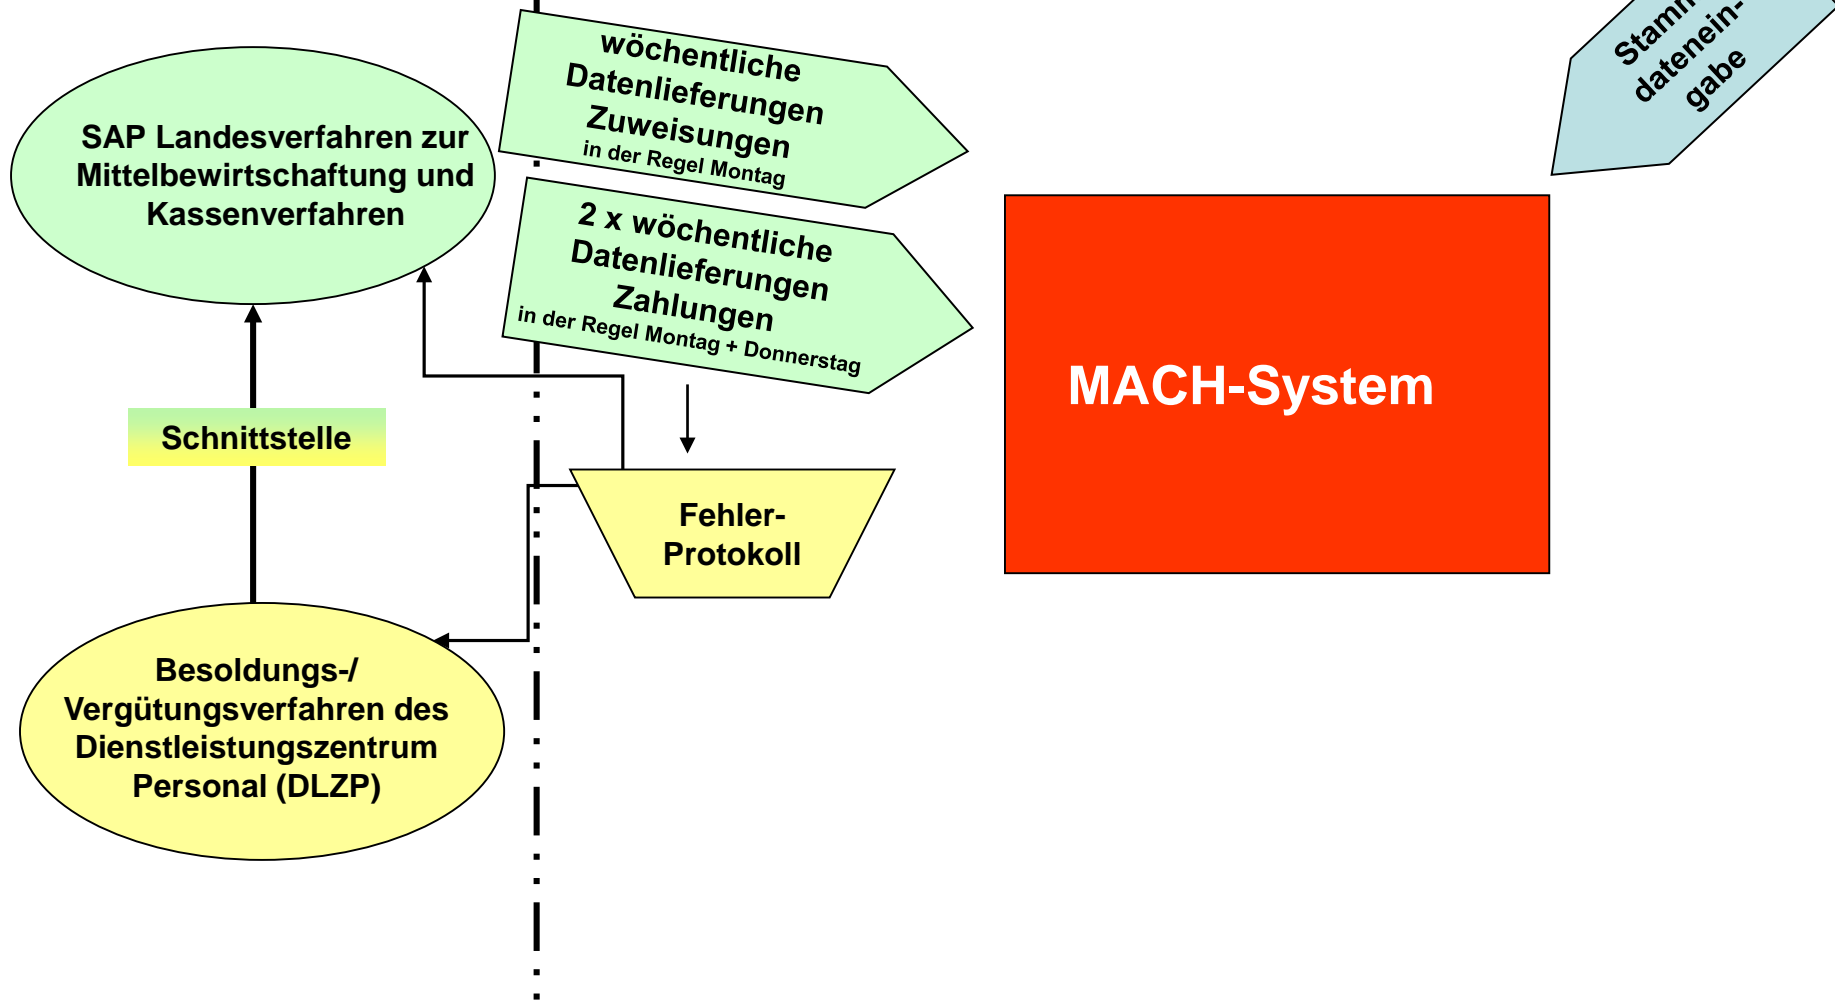 wöchentliche
Datenlieferungen
Zuweisungen
in der Regel Montag
Stamm
datenein-
gabe
SAP Landesverfahren zur
Mittelbewirtschaftung und
Kassenverfahren
2 x wöchentliche
Datenlieferungen
Zahlungen
in der Regel Montag + Donnerstag
MACH-System
Schnittstelle
Fehler-
Protokoll
Besoldungs-/
Vergütungsverfahren des
Dienstleistungszentrum
Personal (DLZP)